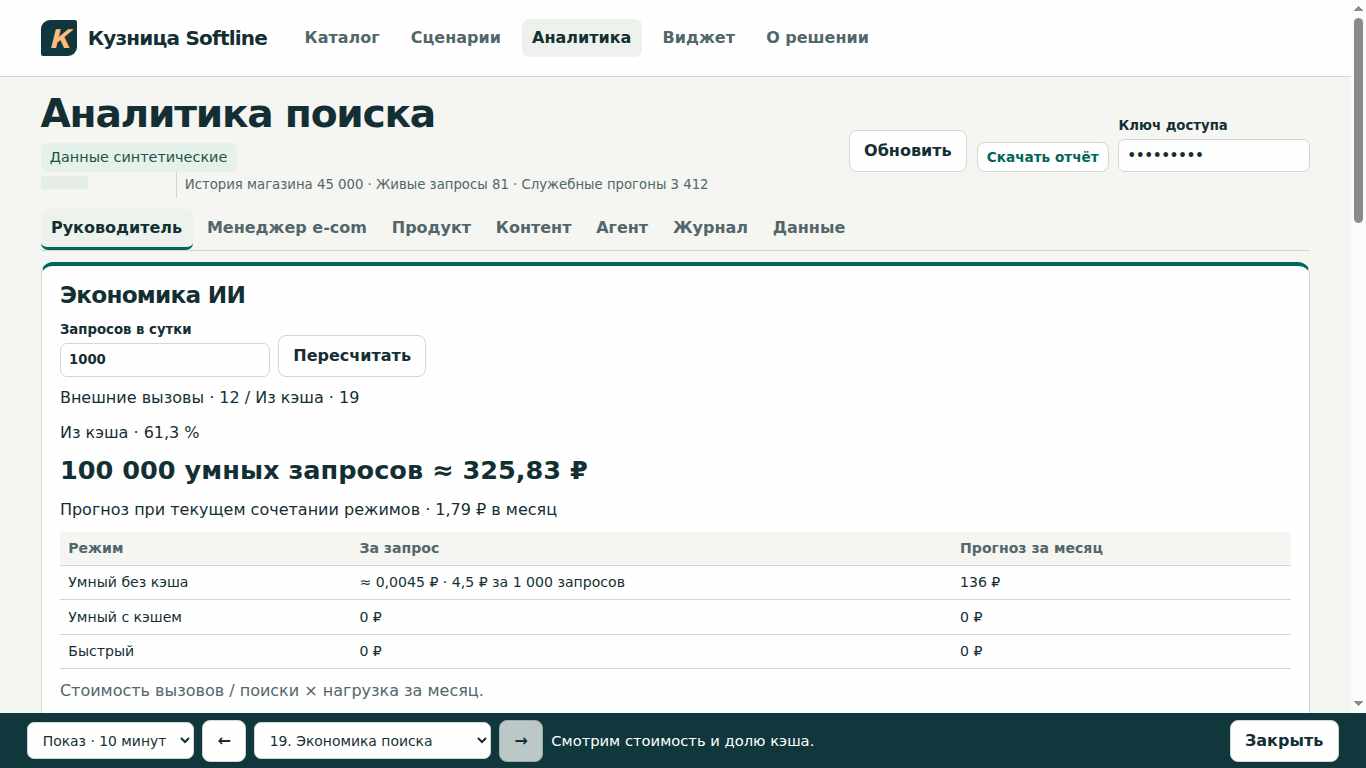 К Кузница Softline Каталог Сценарии Аналитика Виджет О решении
Аналитика поиска
Данные синтетические
Обновить
Скачать отчёт
Ключ доступа
•••••••••
История магазина 45 000 · Живые запросы 81 · Служебные прогоны 3 412
Руководитель Менеджер e-com Продукт Контент Агент Журнал Данные
Экономика ИИ
Запросов в сутки
1000 Пересчитать
Внешние вызовы · 12 / Из кэша · 19
Из кэша · 61,3 %
100 000 умных запросов ≈ 325,83 ₽
Прогноз при текущем сочетании режимов · 1,79 ₽ в месяц
Режим За запрос Прогноз за месяц
Умный без кэша ≈ 0,0045 ₽ · 4,5 ₽ за 1 000 запросов 136 ₽
Умный с кэшем 0 ₽ 0 ₽
Быстрый 0 ₽ 0 ₽
Стоимость вызовов / поиски × нагрузка за месяц.
Показ · 10 минут ← 19. Экономика поиска → Смотрим стоимость и долю кэша. Закрыть